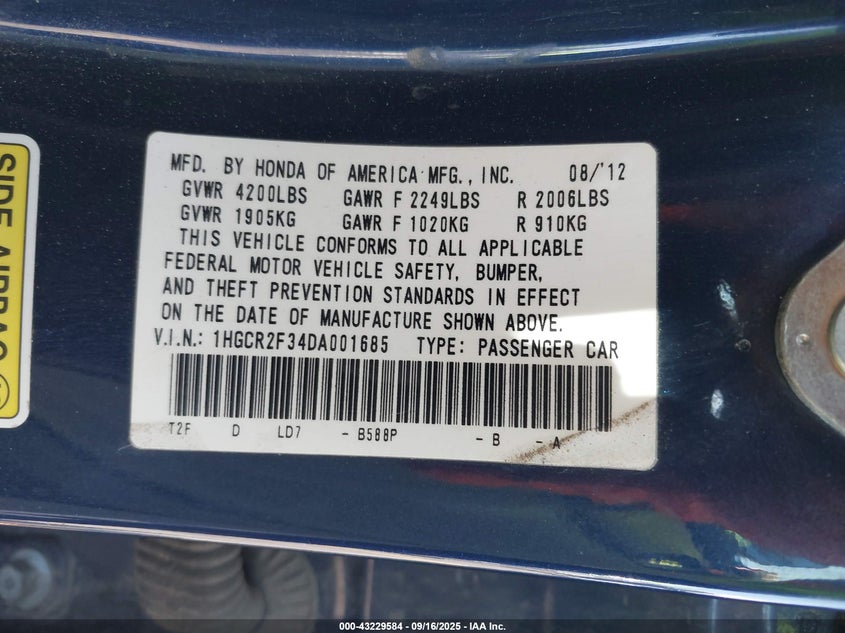 SIDE AIRBAG
MFD. BY HONDA OF AMERICA MFG., INC. 08/'12
GVWR 4200LBS GAWR F 2249LBS R 2006LBS
GVWR 1905KG GAWR F 1020KG R 910KG
THIS VEHICLE CONFORMS TO ALL APPLICABLE
FEDERAL MOTOR VEHICLE SAFETY, BUMPER,
AND THEFT PREVENTION STANDARDS IN EFFECT
ON THE DATE OF MANUFACTURE SHOWN ABOVE.
V.I.N.: 1HGCR2F34DA001685 TYPE: PASSENGER CAR
T2F D LD7 - B588P - B - A
000-43229584 - 09/16/2025 - IAA Inc.